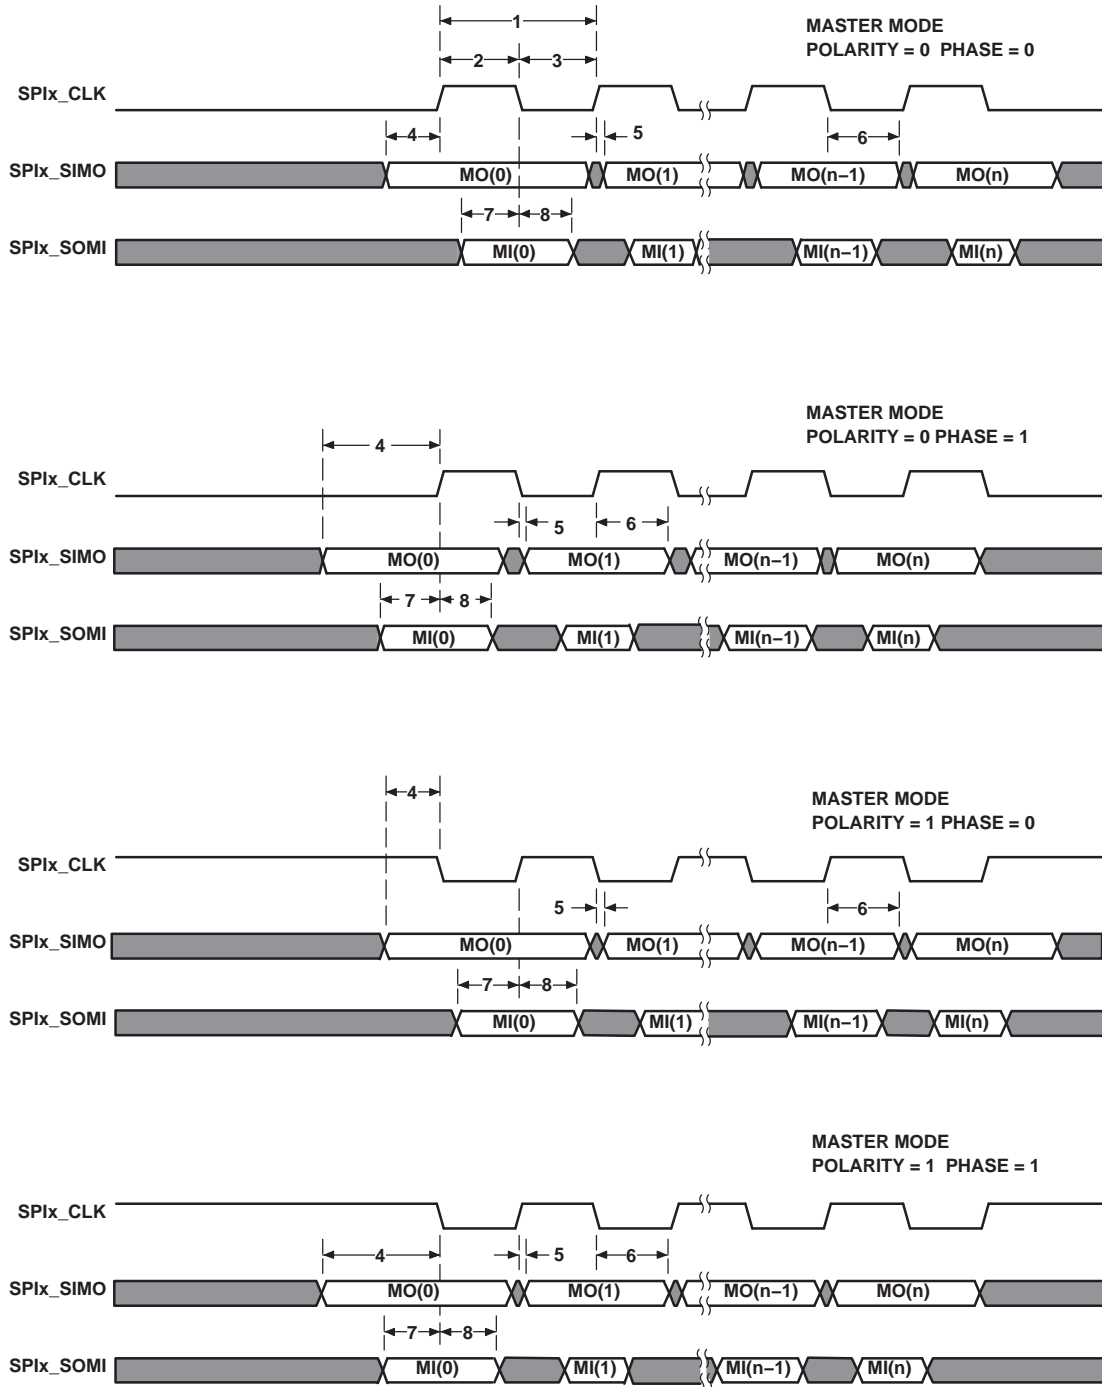 1
MASTER MODE
POLARITY = 0 PHASE = 0
2 3
SPIx_CLK
4 5 6
SPIx_SIMO MO(0) MO(1) MO(n−1) MO(n)
7 8
SPIx_SOMI MI(0) MI(1) MI(n−1) MI(n)
MASTER MODE
POLARITY = 0 PHASE = 1
4
SPIx_CLK
5 6
SPIx_SIMO MO(0) MO(1) MO(n−1) MO(n)
7 8
SPIx_SOMI MI(0) MI(1) MI(n−1) MI(n)
4
MASTER MODE
POLARITY = 1 PHASE = 0
SPIx_CLK
5 6
SPIx_SIMO MO(0) MO(1) MO(n−1) MO(n)
7 8
SPIx_SOMI MI(0) MI(1) MI(n−1) MI(n)
MASTER MODE
POLARITY = 1 PHASE = 1
SPIx_CLK
4 5 6
SPIx_SIMO MO(0) MO(1) MO(n−1) MO(n)
7 8
SPIx_SOMI MI(0) MI(1) MI(n−1) MI(n)